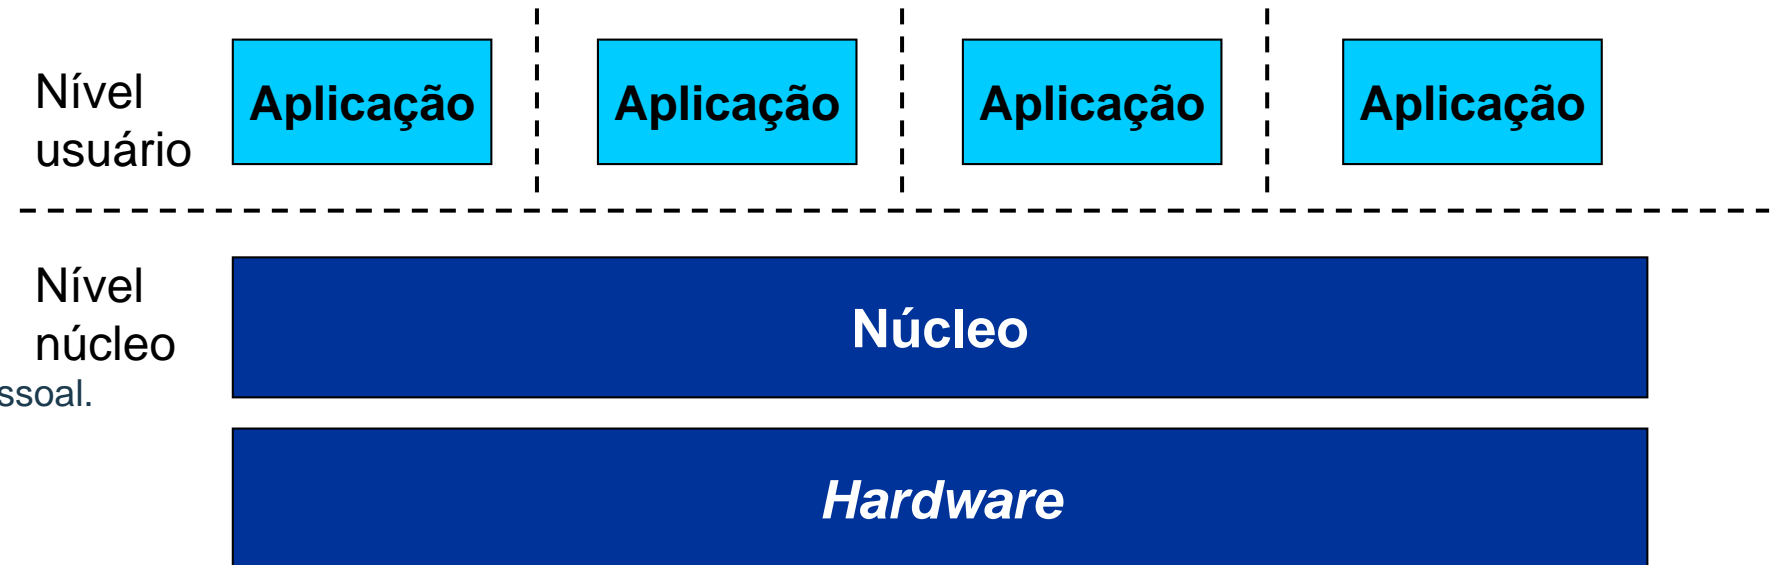 Nível
usuário
Aplicação
Aplicação
Aplicação
Aplicação
Nível
núcleo
ssoal.
Núcleo
Hardware